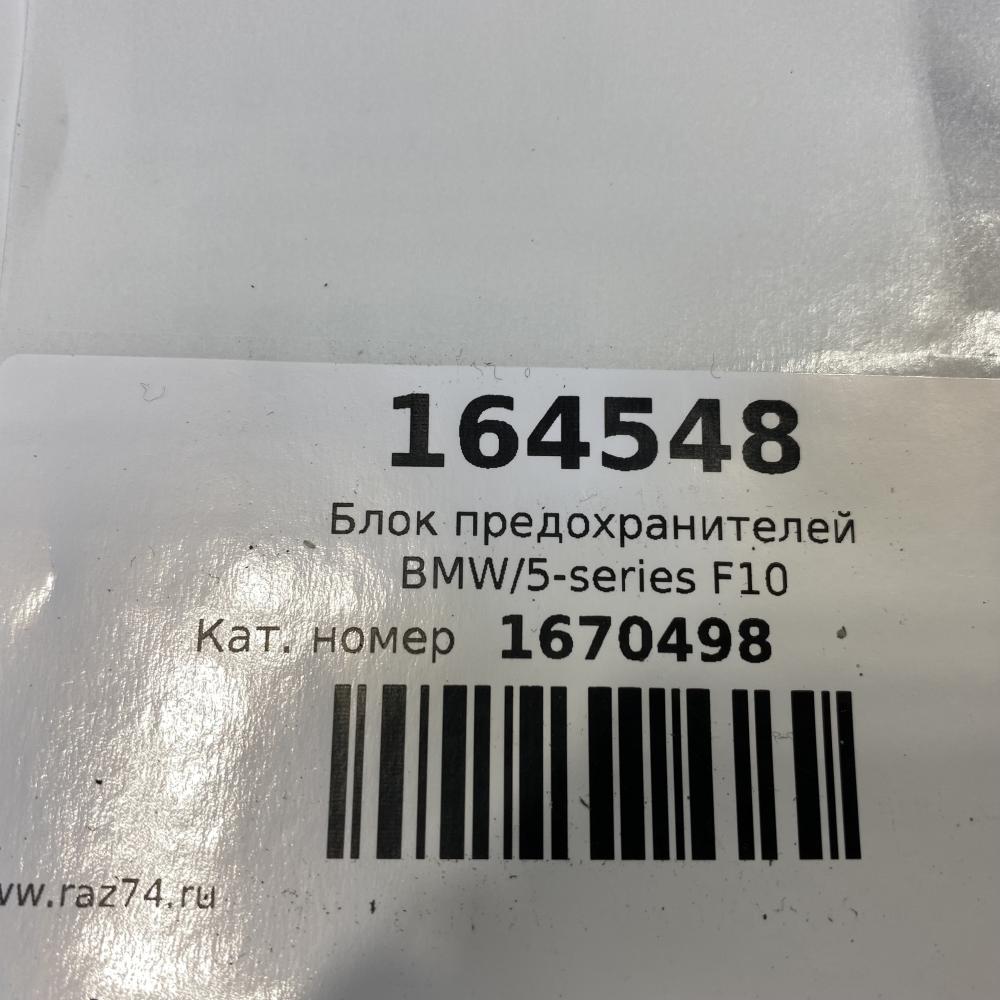 164548
Блок предохранителей
BMW/5-series F10
Кат. номер 1670498
ww.raz74.ru